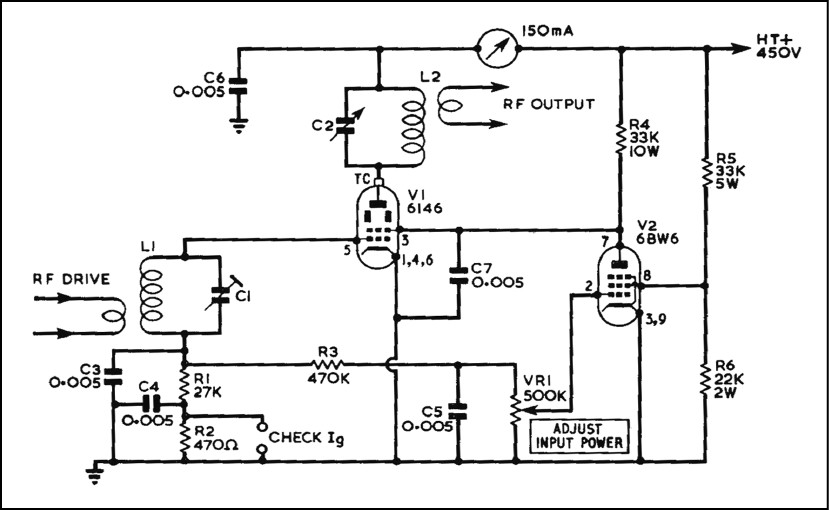 150mA
HT+
450V
C6
0.005
L2
RF OUTPUT
C2
R4
33K
10W
R5
33K
5W
TC
V1
6146
5
3
1,4,6
V2
6BW6
7
8
2
3,9
L1
RF DRIVE
C1
C7
0.005
R3
470K
C3
0.005
C4
0.005
R1
27K
R2
470Ω
CHECK Ig
C5
0.005
VR1
500K
ADJUST
INPUT POWER
R6
22K
2W